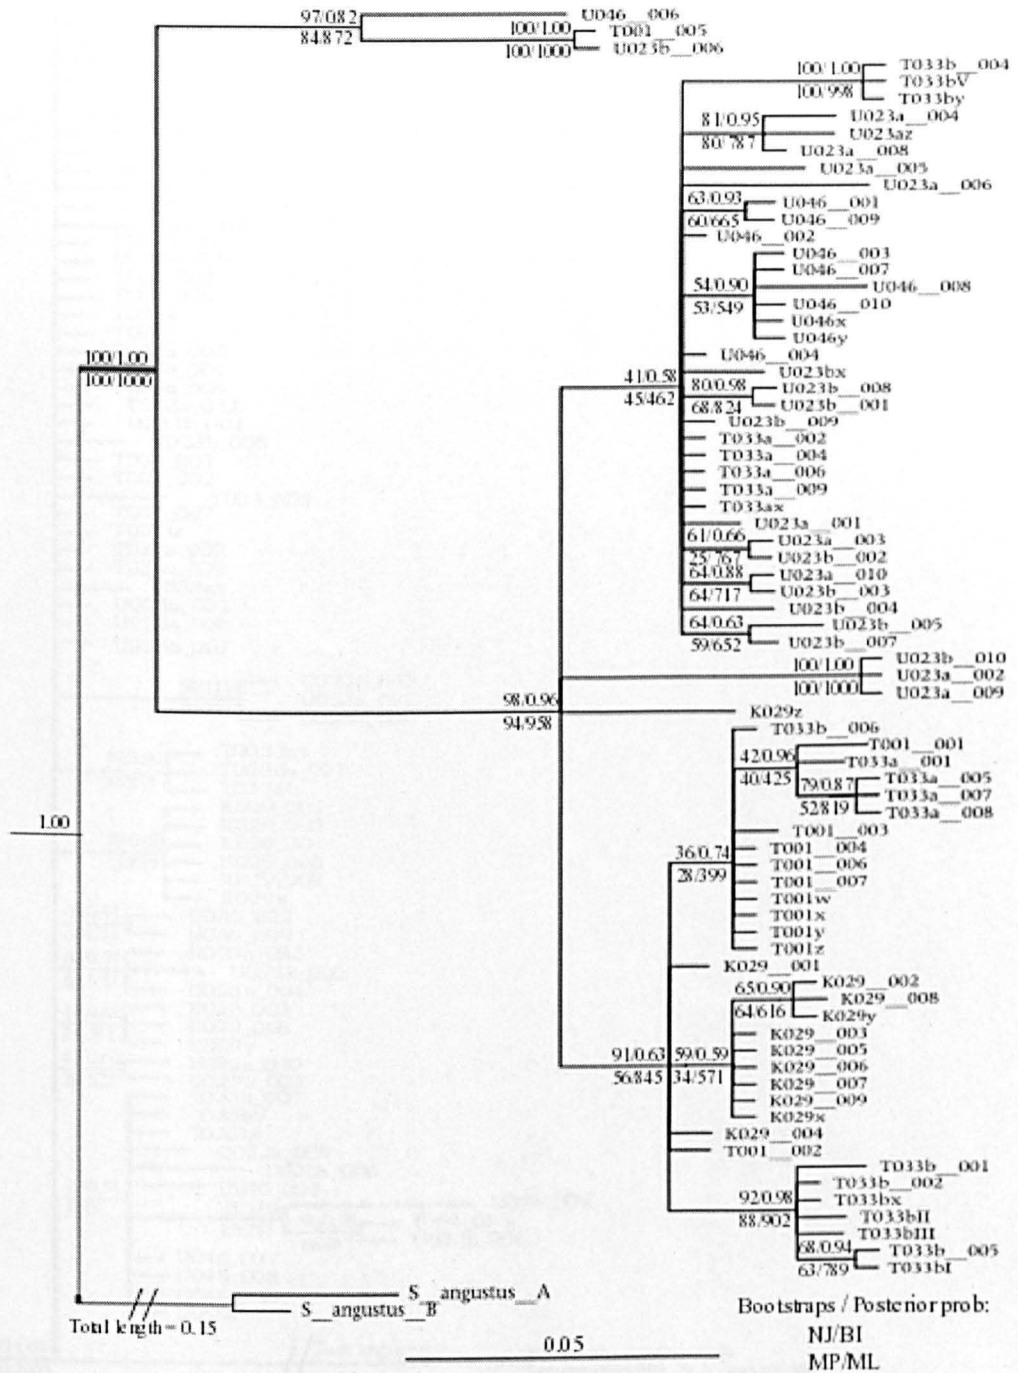 97/0.82
84/872
U046__006
100/1.00
100/1000
T001__005
U023b__006
100/1.00
100/998
T033b__004
T033bV
T033by
81/0.95
80/787
U023a__004
U023az
U023a__008
U023a__005
U023a__006
63/0.93
60/665
U046__001
U046__009
U046__002
54/0.90
53/549
U046__003
U046__007
U046__008
U046__010
U046x
U046y
100/1.00
100/1000
41/0.58
45/462
U046__004
U023bx
80/0.98
68/824
U023b__008
U023b__001
U023b__009
T033a__002
T033a__004
T033a__006
T033a__009
T033ax
U023a__001
61/0.66
25/767
U023a__003
U023b__002
64/0.88
64/717
U023a__010
U023b__003
U023b__004
64/0.63
59/652
U023b__005
U023b__007
100/1.00
100/1000
U023b__010
U023a__002
U023a__009
98/0.96
94/958
K029z
T033b__006
42/0.96
40/425
T001__001
T033a__001
79/0.87
52/819
T033a__005
T033a__007
T033a__008
1.00
36/0.74
28/399
T001__003
T001__004
T001__006
T001__007
T001w
T001x
T001y
T001z
K029__001
65/0.90
64/616
K029__002
K029__008
K029y
91/0.63
56/845
59/0.59
34/571
K029__003
K029__005
K029__006
K029__007
K029__009
K029x
K029__004
T001__002
92/0.98
88/902
T033b__001
T033b__002
T033bx
T033bII
T033bIII
68/0.94
63/789
T033b__005
T033bI
S__angustus__A
S__angustus__B
Total length = 0.15
0.05
Bootstraps / Posterior prob:
NJ/BI
MP/ML